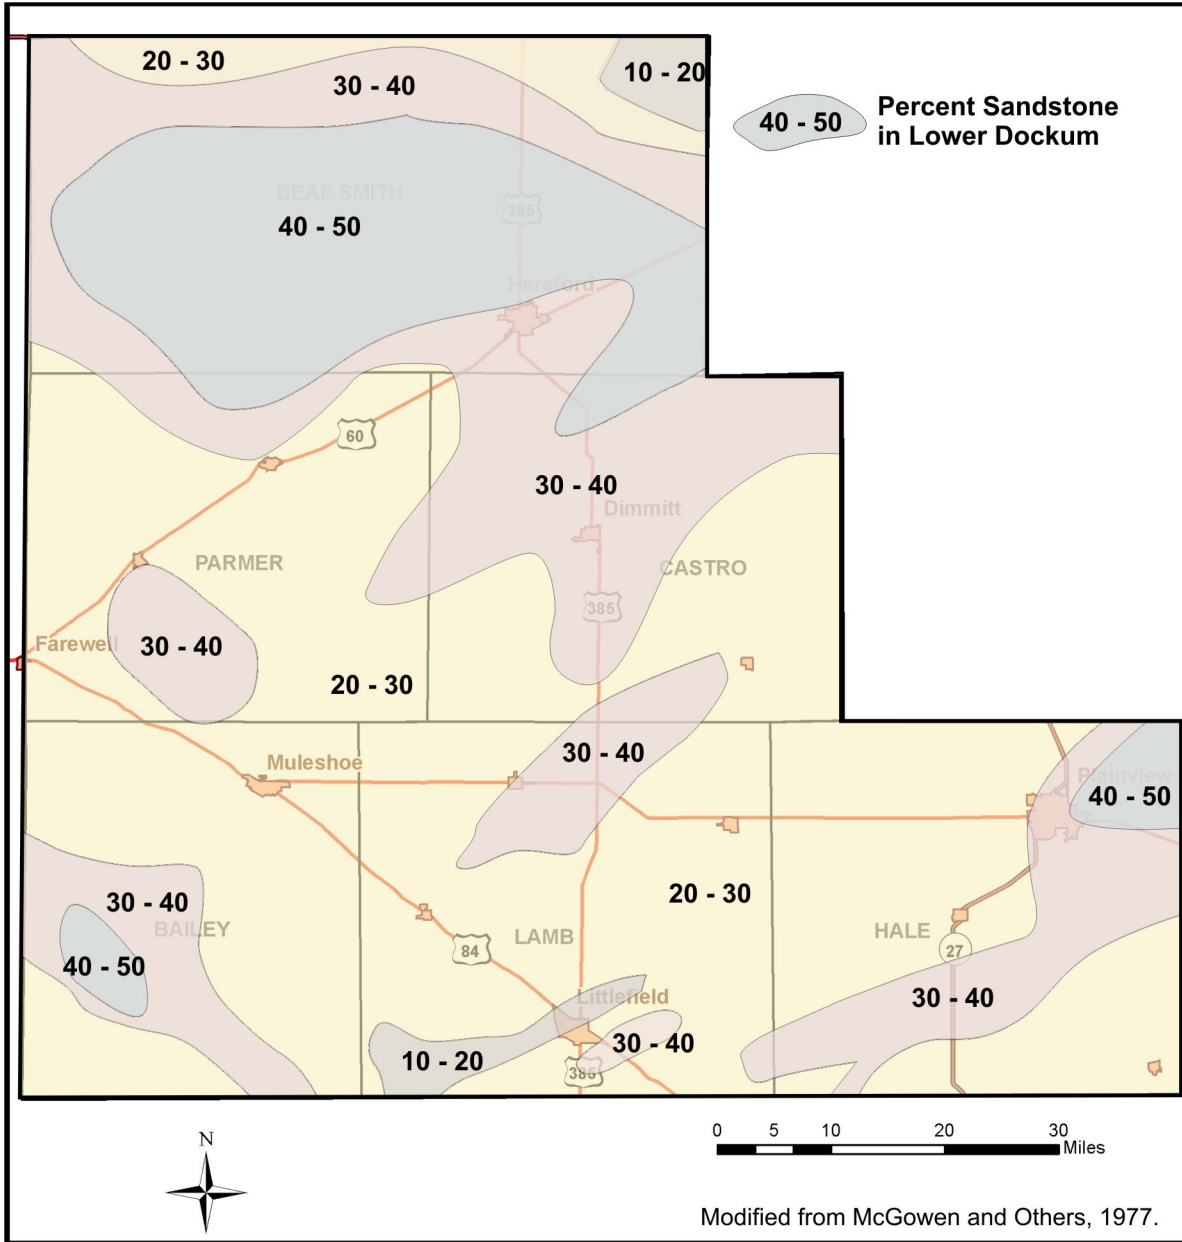 20 - 30
30 - 40
10 - 20
40 - 50
Percent Sandstone
in Lower Dockum
DEAF SMITH
385
40 - 50
Hereford
60
30 - 40
Dimmitt
PARMER
CASTRO
385
Farewell
30 - 40
20 - 30
30 - 40
Muleshoe
Plainview
40 - 50
20 - 30
30 - 40
BAILEY
LAMB
HALE
84
27
40 - 50
Littlefield
30 - 40
30 - 40
10 - 20
385
0 5 10 20 30
Miles
N
Modified from McGowen and Others, 1977.